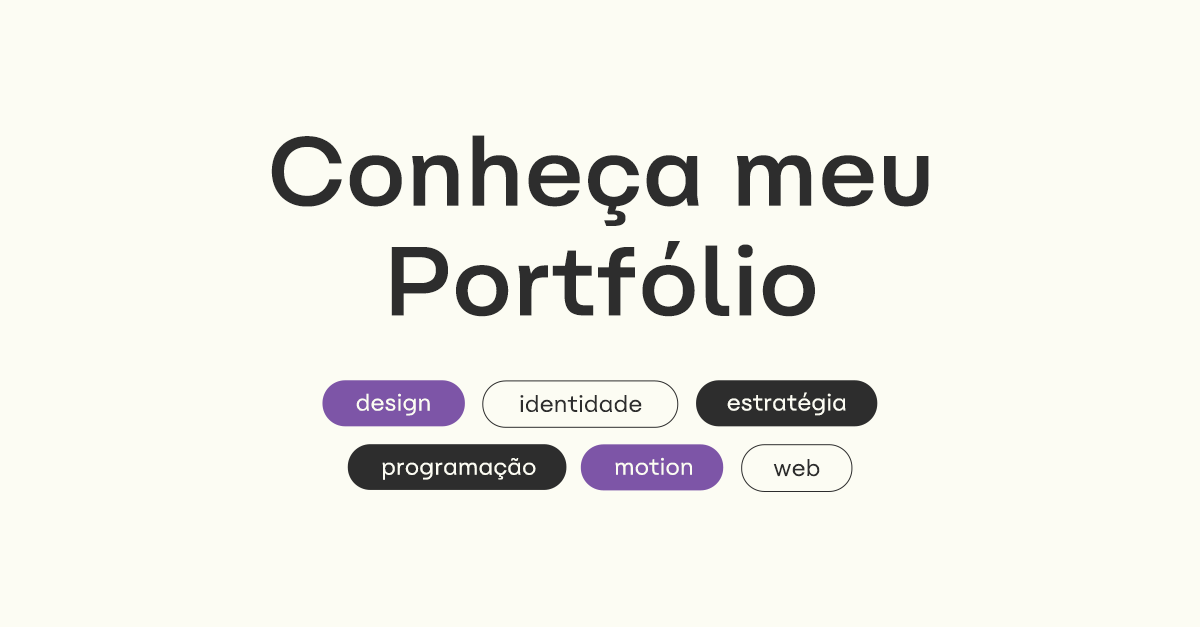 Conheça meu
Portfólio
design identidade estratégia
programação motion web